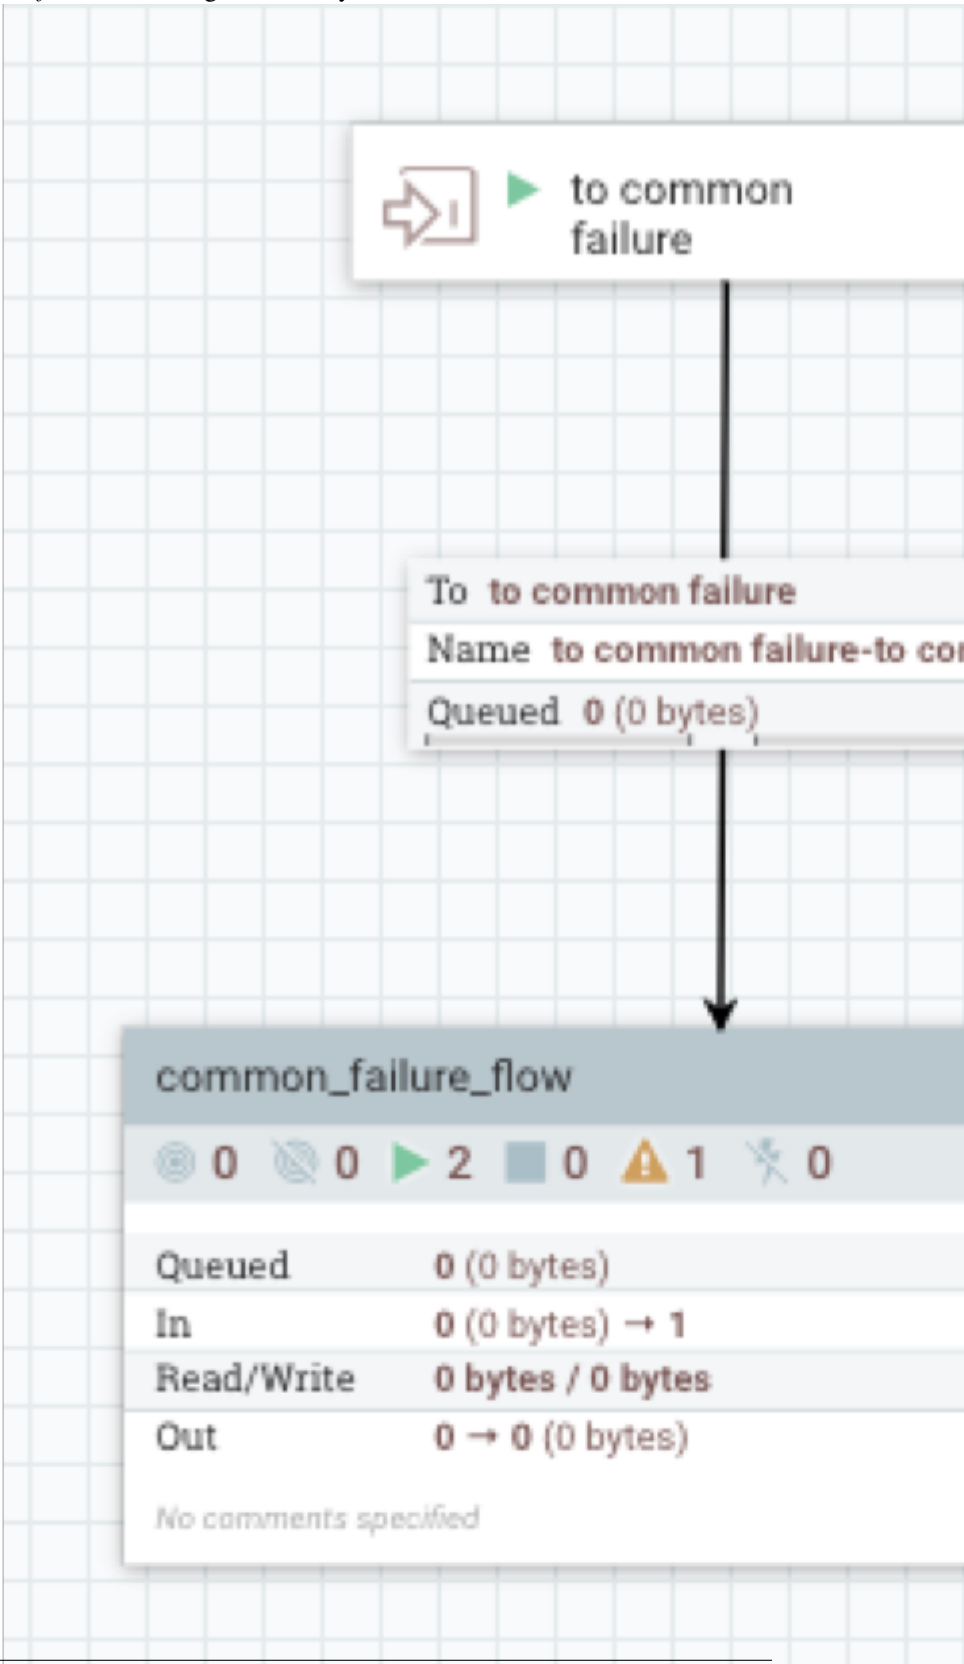 to common
failure
To to common failure
Name to common failure-to
Queued 0 (0 bytes)
common_failure_flow
0 0 2 0 1 0
Queued 0 (0 bytes)
In 0 (0 bytes) → 1
Read/Write 0 bytes / 0 bytes
Out 0 → 0 (0 bytes)
No comments specified